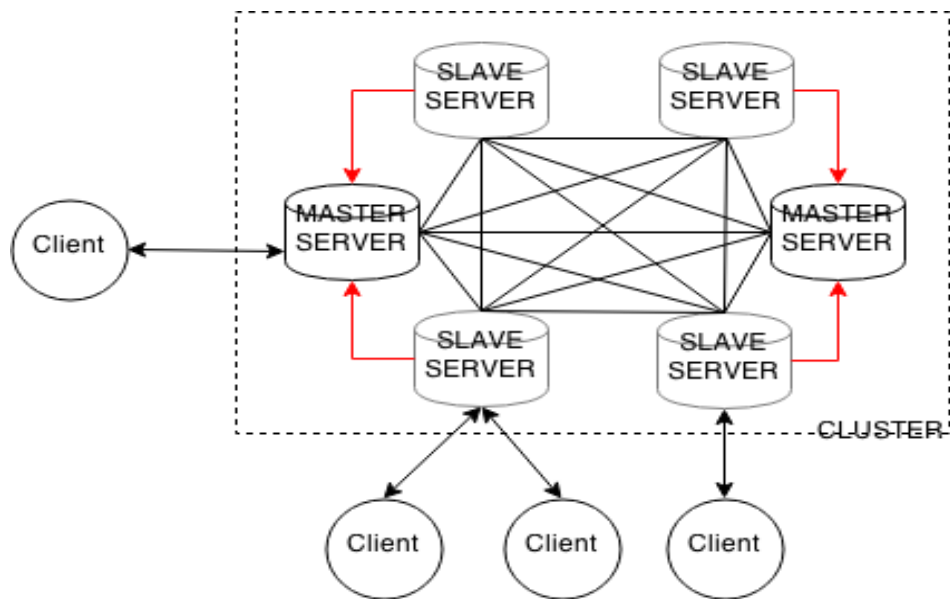 SLAVE
SERVER
SLAVE
SERVER
MASTER
SERVER
MASTER
SERVER
Client
SLAVE
SERVER
SLAVE
SERVER
CLUSTER
Client
Client
Client